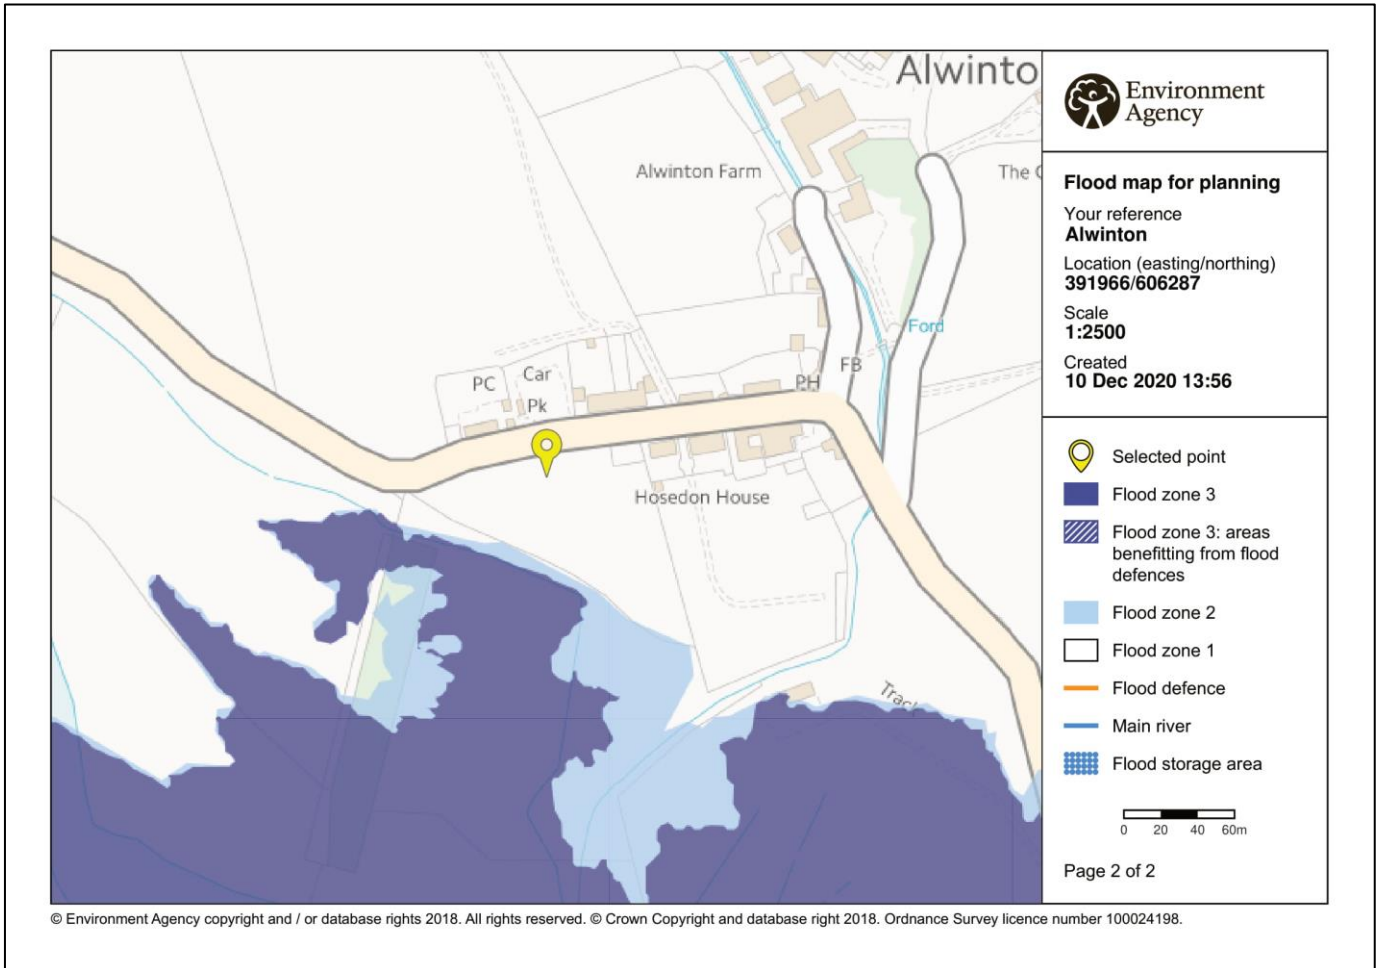 Alwinto
Alwinton Farm
The
Ford
FB
PH
PC
Car
Pk
Hosedon House
Track
Environment
Agency
Flood map for planning
Your reference
Alwinton
Location (easting/northing)
391966/606287
Scale
1:2500
Created
10 Dec 2020 13:56
Selected point
Flood zone 3
Flood zone 3: areas
benefitting from flood
defences
Flood zone 2
Flood zone 1
Flood defence
Main river
Flood storage area
0 20 40 60m
Page 2 of 2
© Environment Agency copyright and / or database rights 2018. All rights reserved. © Crown Copyright and database right 2018. Ordnance Survey licence number 100024198.